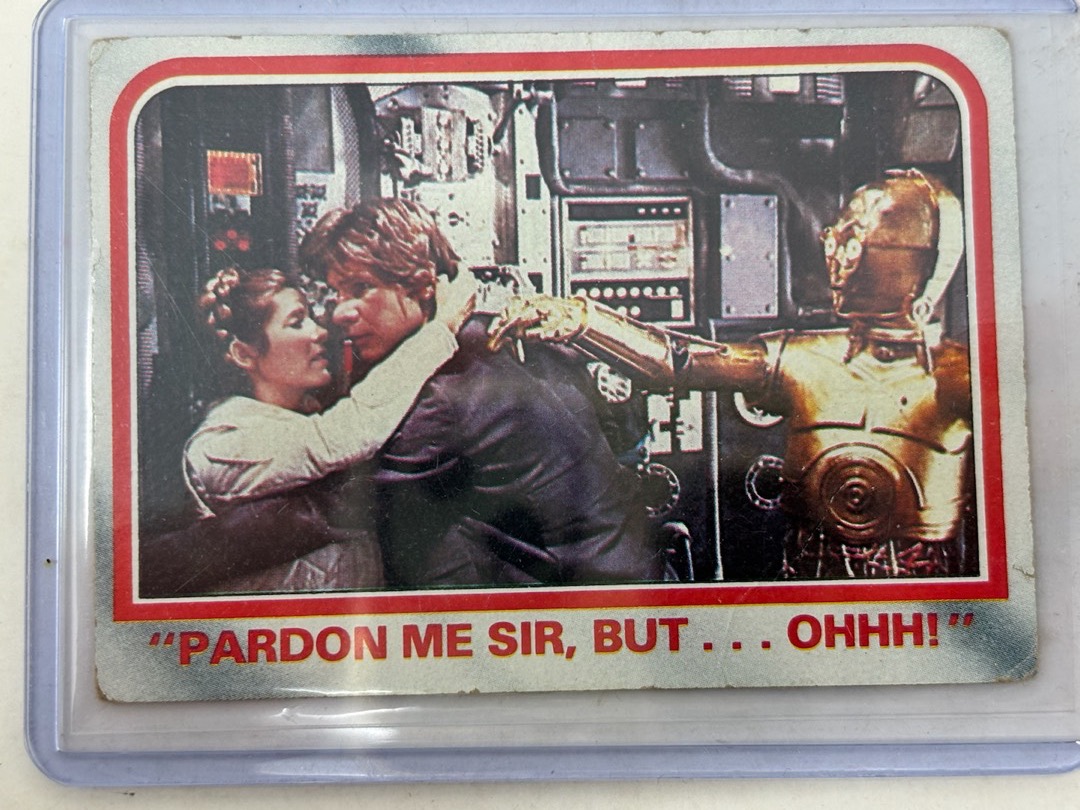 "PARDON ME SIR, BUT . . . OHHH!"